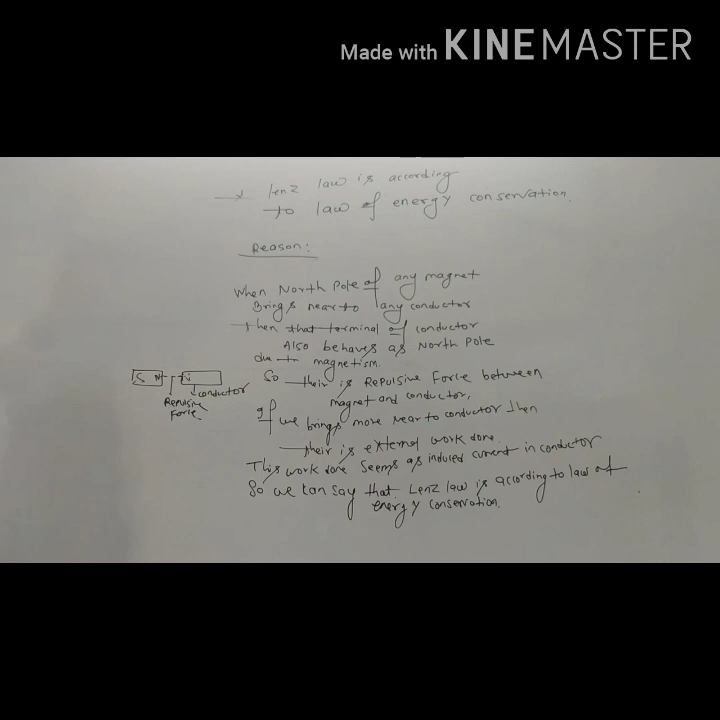 Made with KINEMASTER
→ Lenz law is according
to law of energy conservation.
Reason:
When North Pole of any magnet
Brings near to any conductor
then that terminal of conductor
Also behaves as North Pole
due to magnetism.
So their is Repulsive Force between
magnet and conductor,
S N N
conductor
Repulsive
Force.
if we brings more near to conductor then
their is external work done.
This work done seems as induced current in conductor
So we can say that Lenz law is according to law of
energy conservation.